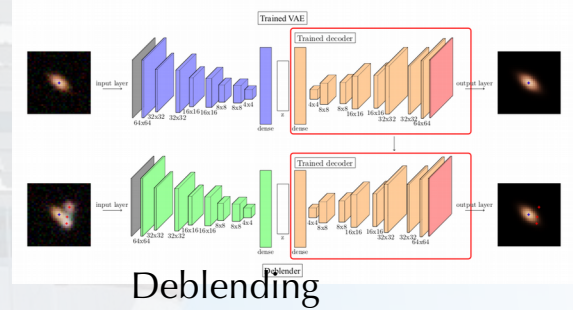 Trained VAE
Trained decoder
input layer
output layer
64x64
32x32
32x32
16x16
16x16
8x8
8x8
4x4
dense
z
dense
4x4
8x8
8x8
16x16
16x16
32x32
32x32
64x64
Trained decoder
input layer
output layer
64x64
32x32
32x32
16x16
16x16
8x8
8x8
4x4
dense
z
dense
4x4
8x8
8x8
16x16
16x16
32x32
32x32
64x64
Deblender
Deblending